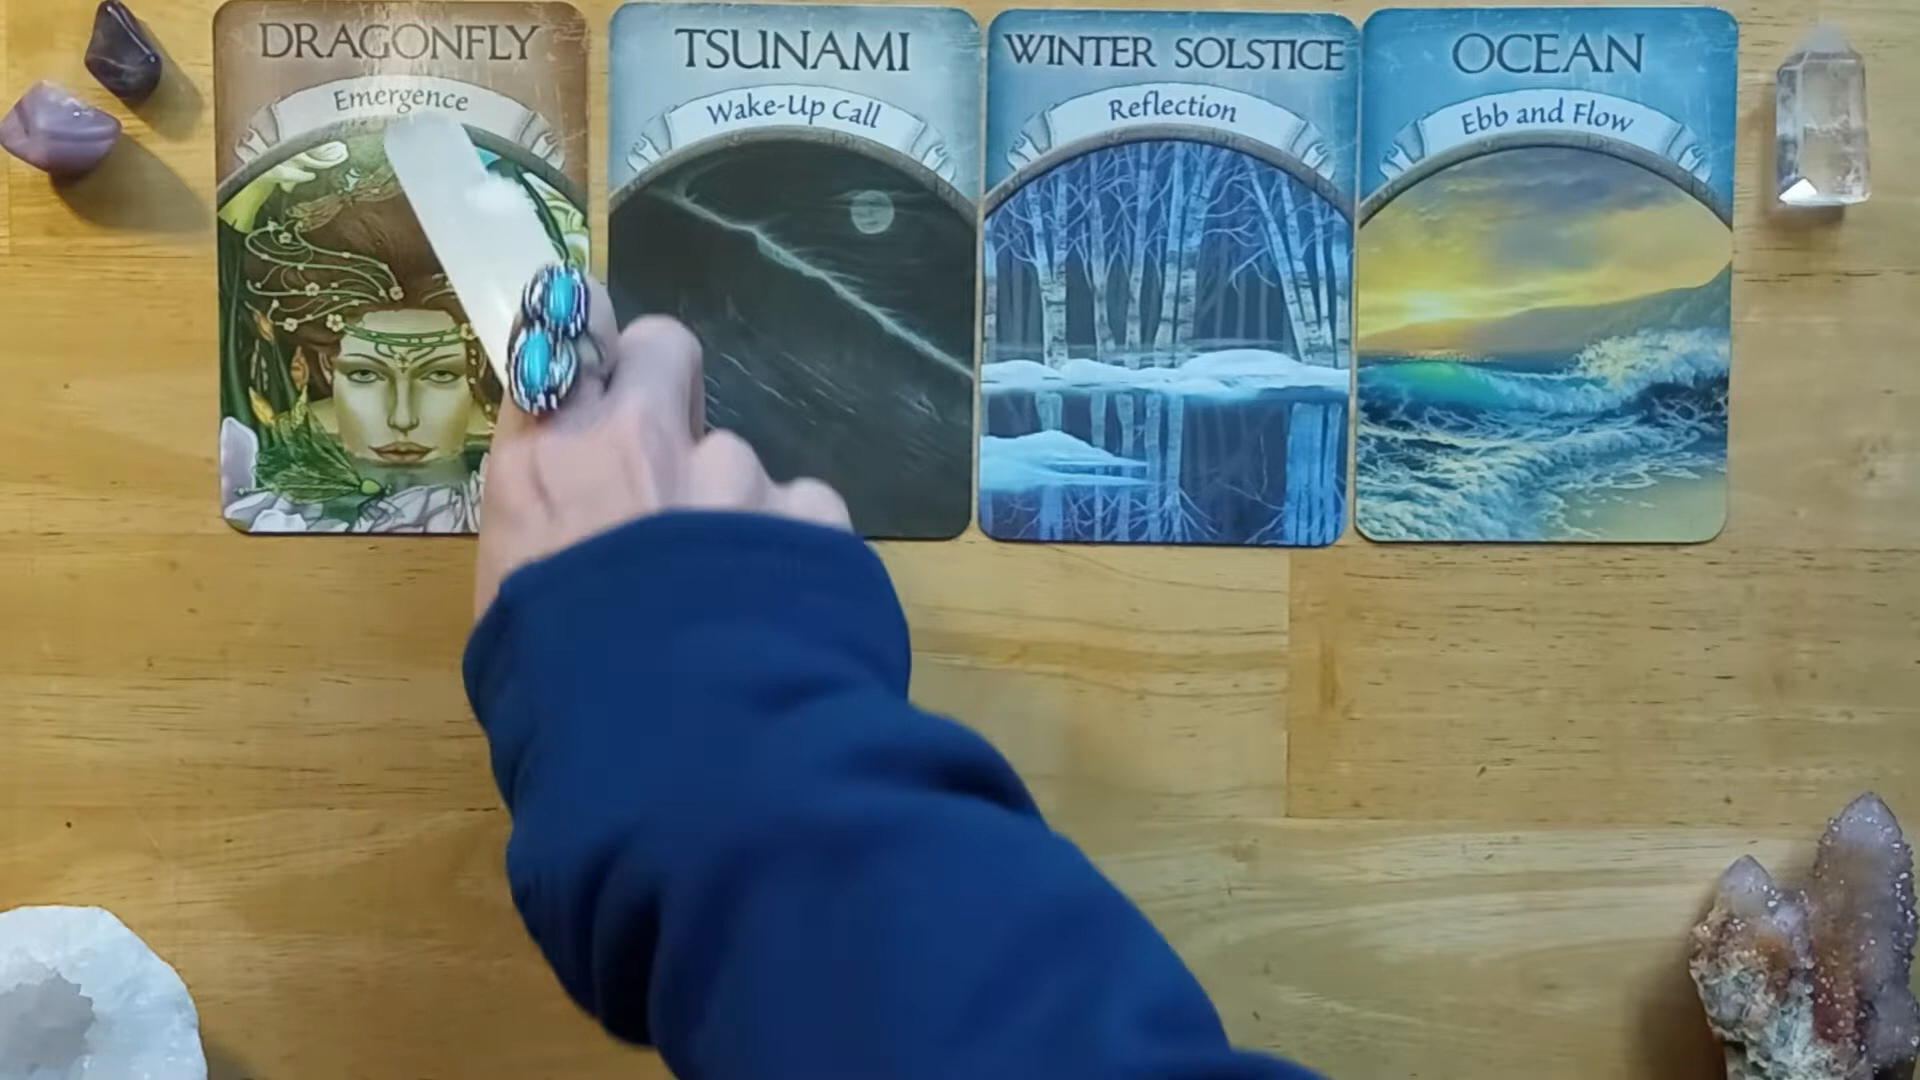 DRAGONFLY
Emergence
TSUNAMI
Wake-Up Call
WINTER SOLSTICE
Reflection
OCEAN
Ebb and Flow